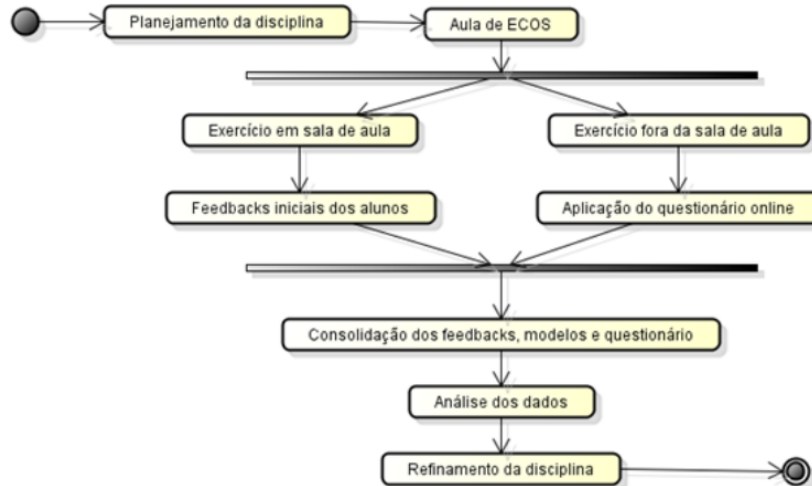 Planejamento da disciplina
Aula de ECOS
Exercício em sala de aula
Exercício fora da sala de aula
Feedbacks iniciais dos alunos
Aplicação do questionário online
Consolidação dos feedbacks, modelos e questionário
Análise dos dados
Refinamento da disciplina